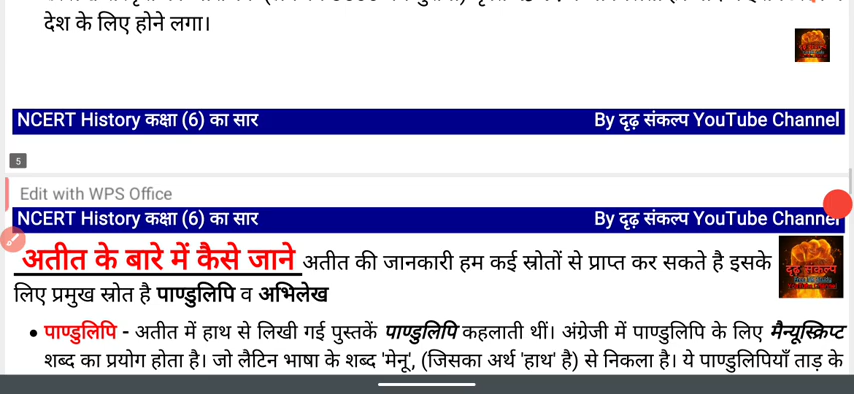 देश के लिए होने लगा।
NCERT History कक्षा (6) का सार By दृढ़ संकल्प YouTube Channel
5
Edit with WPS Office
NCERT History कक्षा (6) का सार By दृढ़ संकल्प YouTube Channel
अतीत के बारे में कैसे जाने अतीत की जानकारी हम कई स्रोतों से प्राप्त कर सकते है इसके
दृढ़ संकल्प
लिए प्रमुख स्रोत है पाण्डुलिपि व अभिलेख
• पाण्डुलिपि - अतीत में हाथ से लिखी गई पुस्तकें पाण्डुलिपि कहलाती थीं। अंग्रेजी में पाण्डुलिपि के लिए मैन्यूस्क्रिप्ट
शब्द का प्रयोग होता है। जो लैटिन भाषा के शब्द 'मेनू', (जिसका अर्थ 'हाथ' है) से निकला है। ये पाण्डुलिपियाँ ताड़ के